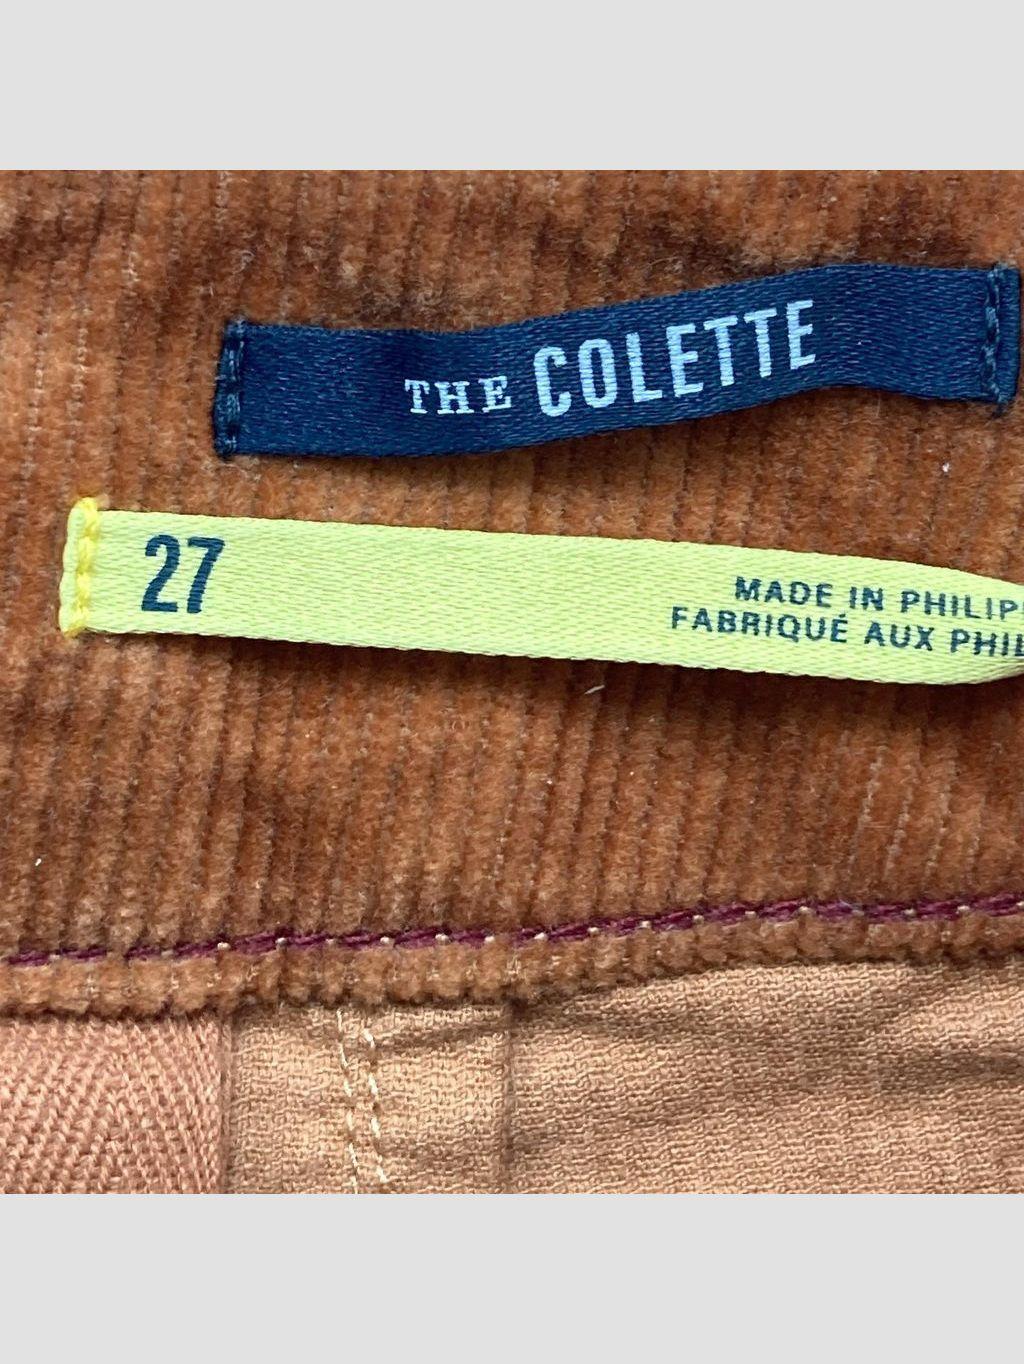 THE COLETTE
27
MADE IN PHILIP
FABRIQUÉ AUX PHIL